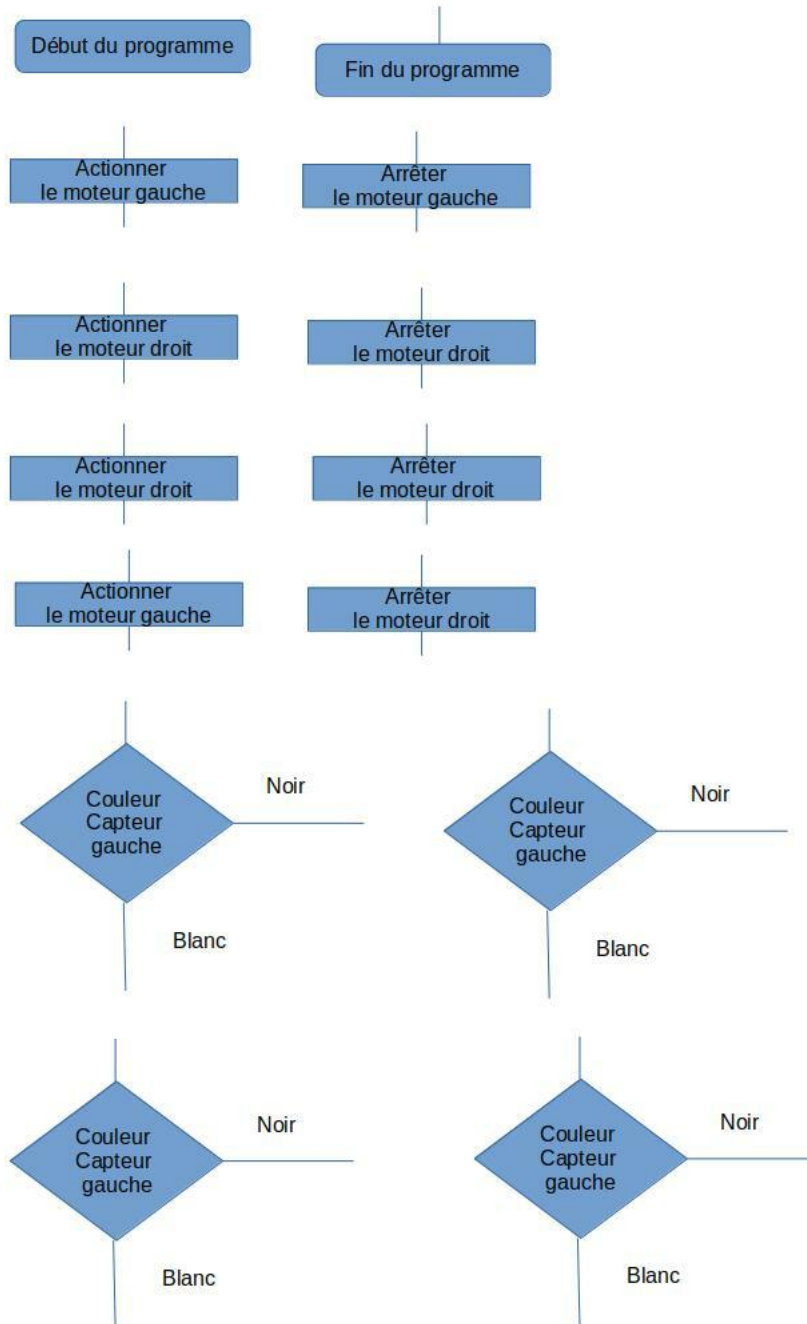 Début du programme
Fin du programme
Actionner
le moteur gauche
Arrêter
le moteur gauche
Actionner
le moteur droit
Arrêter
le moteur droit
Actionner
le moteur droit
Arrêter
le moteur droit
Actionner
le moteur gauche
Arrêter
le moteur droit
Couleur
Capteur
gauche
Noir
Blanc
Couleur
Capteur
gauche
Noir
Blanc
Couleur
Capteur
gauche
Noir
Blanc
Couleur
Capteur
gauche
Noir
Blanc